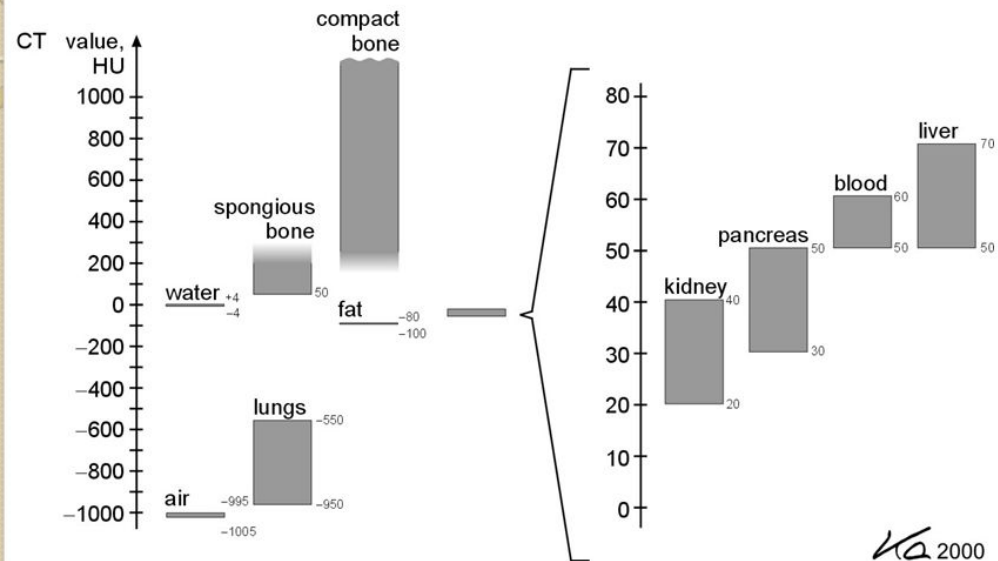 CT value,
HU
1000
800
600
400
200
0
–200
–400
–600
–800
–1000
compact
bone
spongious
bone
50
water +4
–4
fat –80
–100
lungs
–550
–950
air –995
–1005
80
70
60
50
40
30
20
10
0
liver
70
50
blood
60
50
pancreas
50
30
kidney
40
20
2000